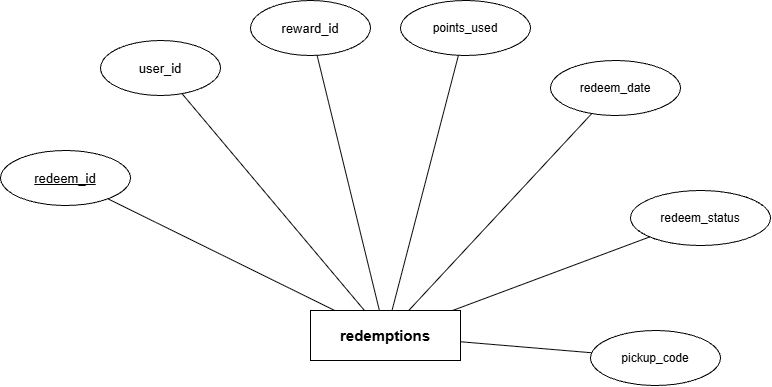 reward_id
points_used
user_id
redeem_date
redeem_id
redeem_status
redemptions
pickup_code